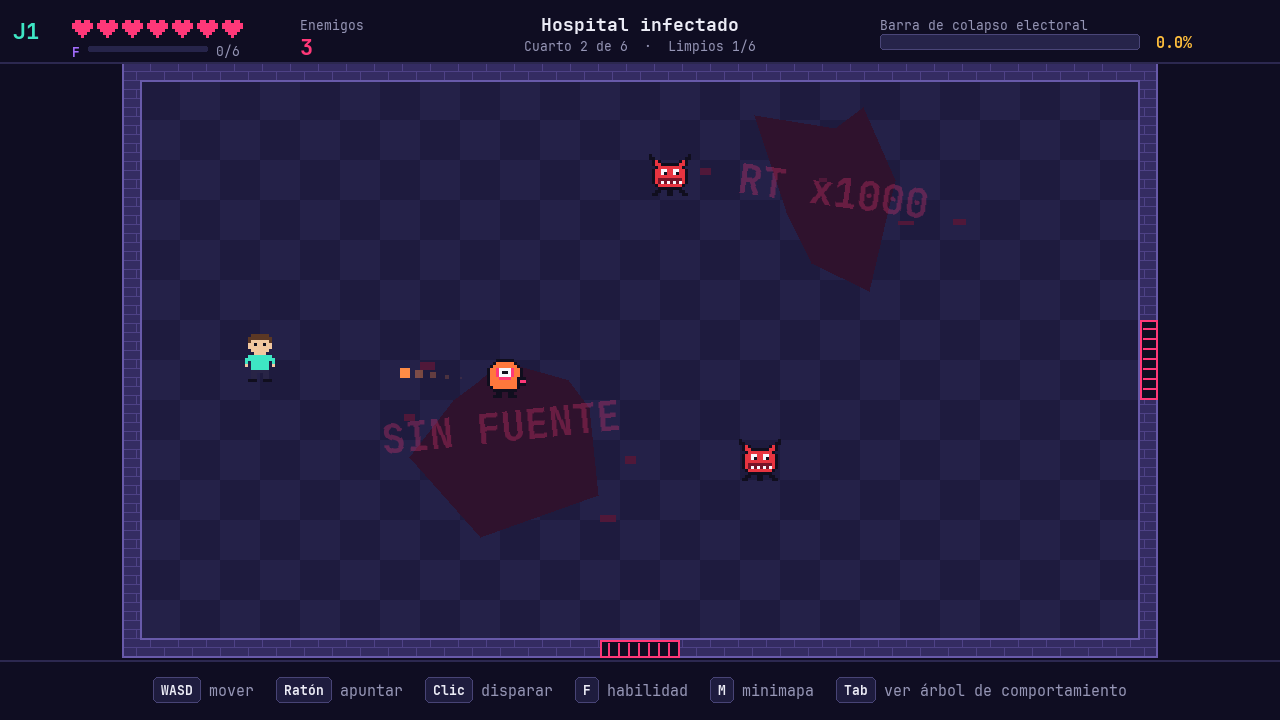 J1
F
0/6
Enemigos
3
Hospital infectado
Cuarto 2 de 6 · Limpios 1/6
Barra de colapso electoral
0.0%
RT x1000
SIN FUENTE
WASD mover Ratón apuntar Clic disparar F habilidad M minimapa Tab ver árbol de comportamiento